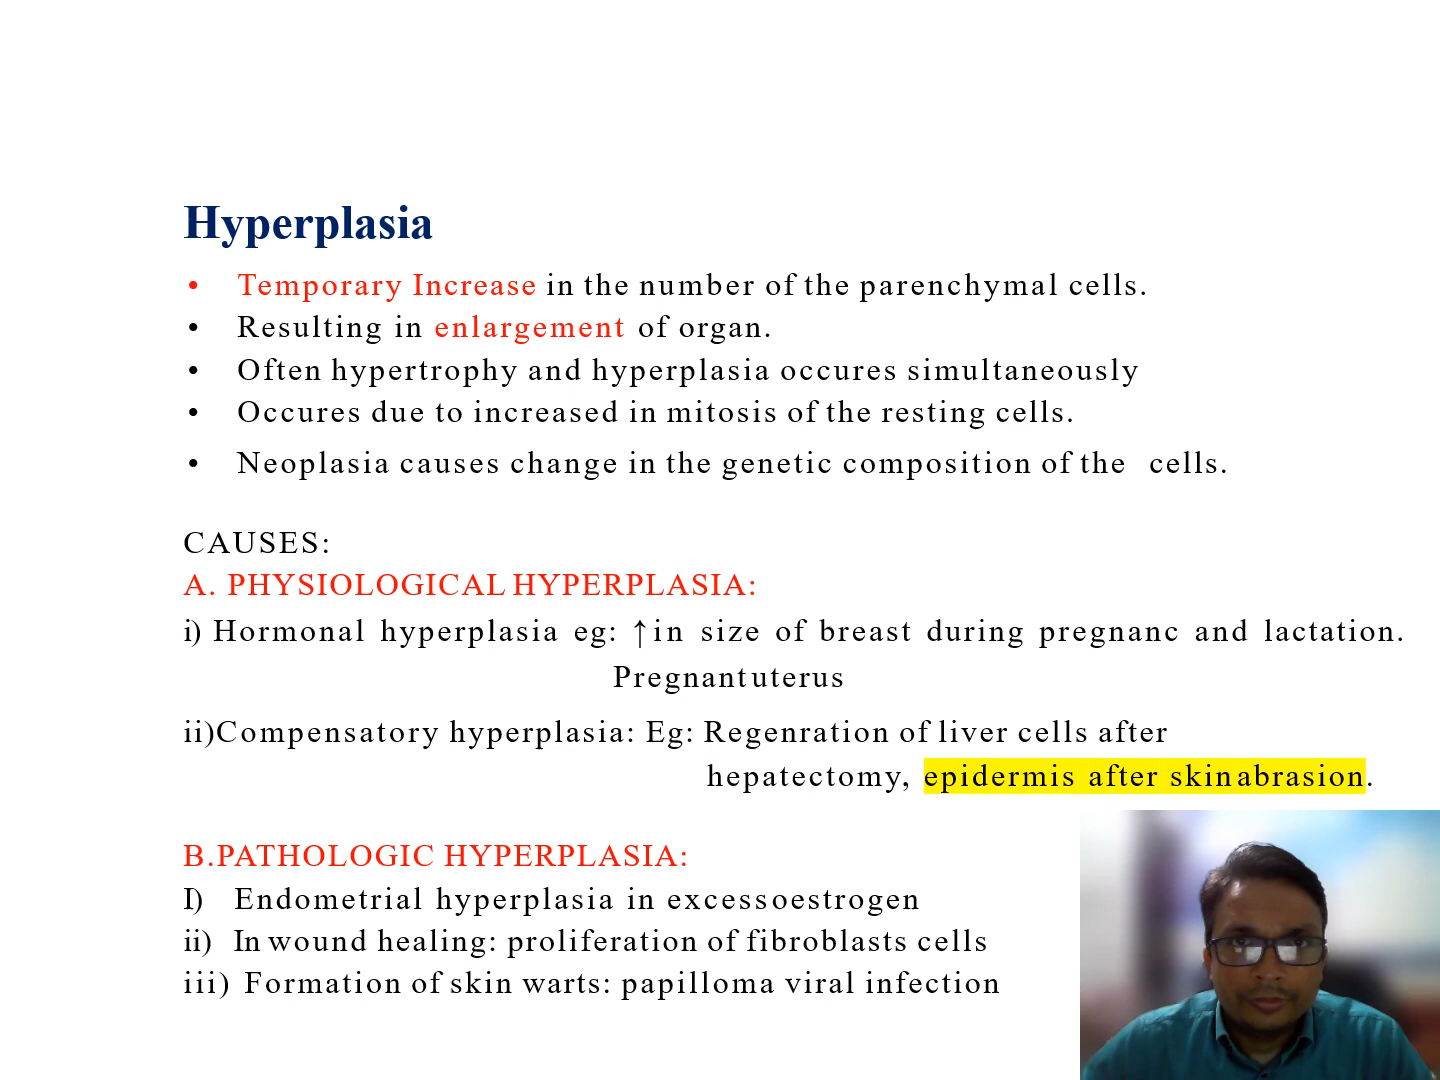 Hyperplasia
• Temporary Increase in the number of the parenchymal cells.
• Resulting in enlargement of organ.
• Often hypertrophy and hyperplasia occures simultaneously
• Occures due to increased in mitosis of the resting cells.
• Neoplasia causes change in the genetic composition of the cells.
CAUSES:
A. PHYSIOLOGICAL HYPERPLASIA:
i) Hormonal hyperplasia eg: ↑in size of breast during pregnanc and lactation.
Pregnant uterus
ii)Compensatory hyperplasia: Eg: Regenration of liver cells after
hepatectomy, epidermis after skin abrasion.
B.PATHOLOGIC HYPERPLASIA:
I) Endometrial hyperplasia in excess oestrogen
ii) In wound healing: proliferation of fibroblasts cells
iii) Formation of skin warts: papilloma viral infection